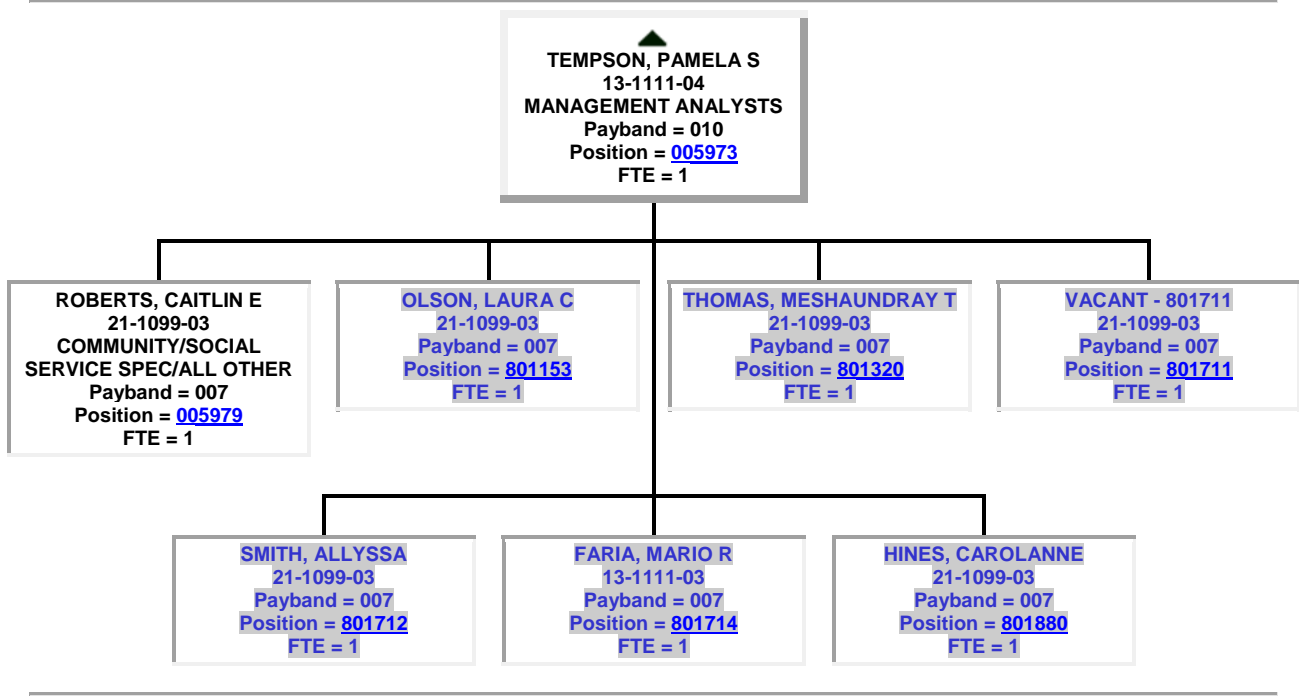 TEMPSON, PAMELA S
13-1111-04
MANAGEMENT ANALYSTS
Payband = 010
Position = 005973
FTE = 1
ROBERTS, CAITLIN E
21-1099-03
COMMUNITY/SOCIAL
SERVICE SPEC/ALL OTHER
Payband = 007
Position = 005979
FTE = 1
OLSON, LAURA C
21-1099-03
Payband = 007
Position = 801153
FTE = 1
THOMAS, MESHAUNDRAY T
21-1099-03
Payband = 007
Position = 801320
FTE = 1
VACANT - 801711
21-1099-03
Payband = 007
Position = 801711
FTE = 1
SMITH, ALLYSSA
21-1099-03
Payband = 007
Position = 801712
FTE = 1
FARIA, MARIO R
13-1111-03
Payband = 007
Position = 801714
FTE = 1
HINES, CAROLANNE
21-1099-03
Payband = 007
Position = 801880
FTE = 1